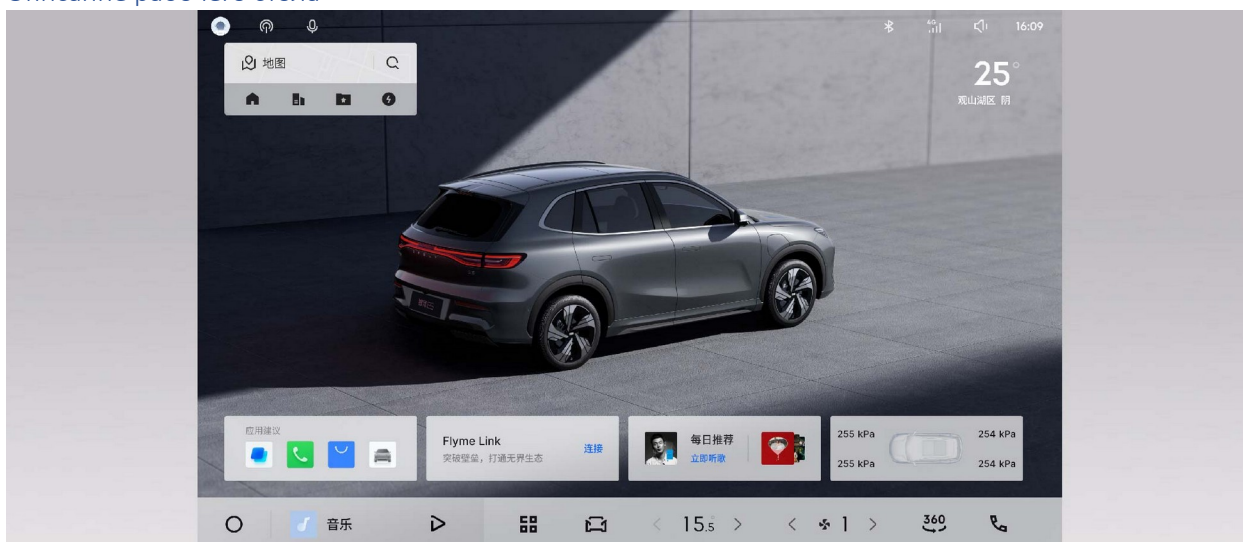 4G
16:09
地图
25°
观山湖区 阴
应用建议
Flyme Link
突破壁垒，打通无界生态
连接
每日推荐
立即听歌
255 kPa
254 kPa
255 kPa
254 kPa
音乐
15.5
1
360